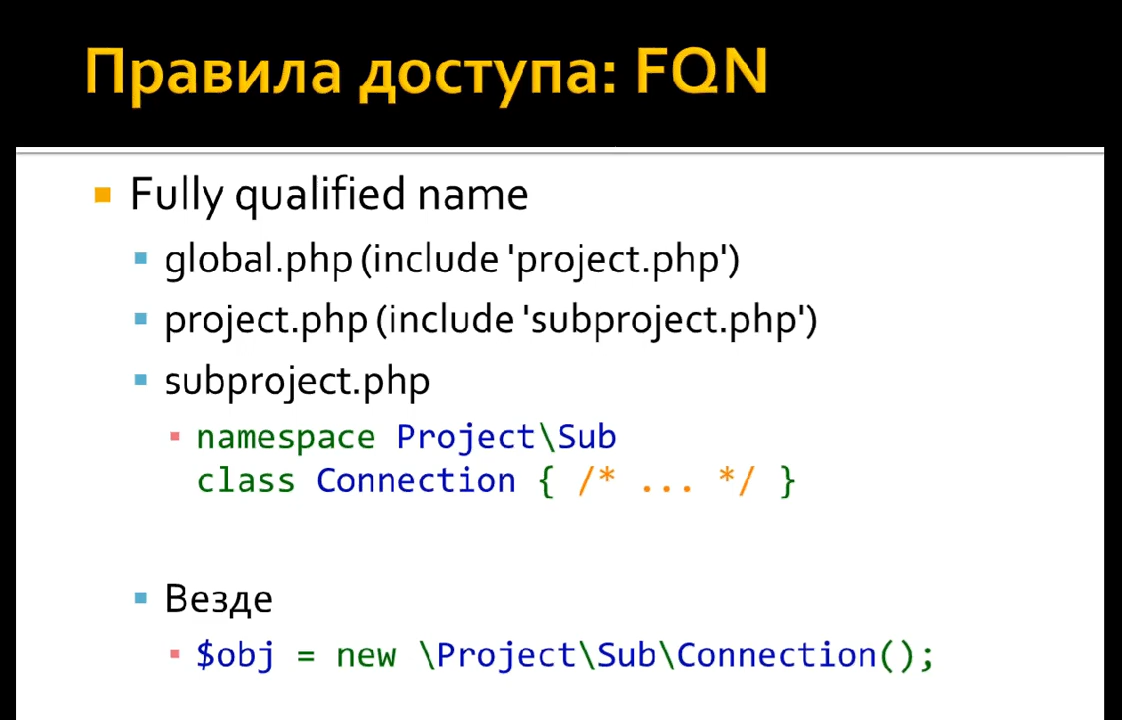 Правила доступа: FQN
Fully qualified name
global.php (include 'project.php')
project.php (include 'subproject.php')
subproject.php
namespace Project\Sub
class Connection { /* ... */ }
Везде
$obj = new \Project\Sub\Connection();